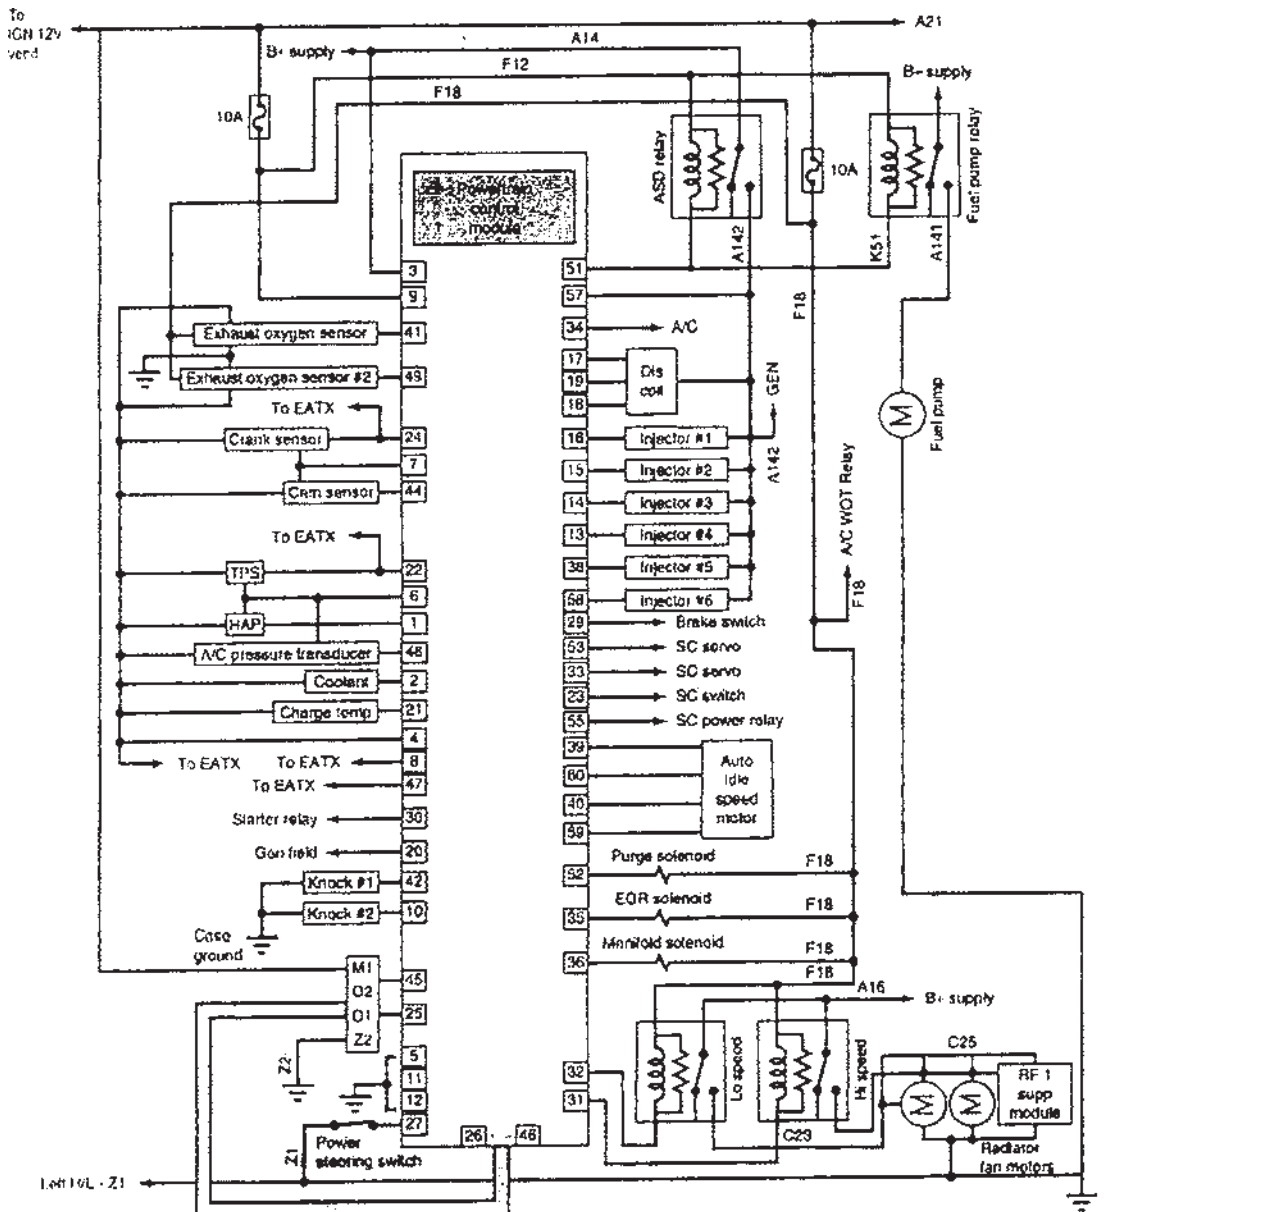 To
IGN 12V
A21
B+ supply
A14
F12
F18
10A
ASD relay
10A
B+ supply
Fuel pump relay
Powertrain
control
module
A142
K51
A141
F18
3
9
41
49
24
7
44
22
6
1
48
2
21
4
8
47
30
20
42
10
45
25
5
11
12
27
26
46
Exhaust oxygen sensor
Exhaust oxygen sensor #2
To EATX
Crank sensor
Cam sensor
To EATX
TPS
MAP
A/C pressure transducer
Coolant
Charge temp
To EATX
To EATX
To EATX
Starter relay
Gen field
Knock #1
Knock #2
Case
ground
M1
O2
O1
Z2
Z2
Power
steering switch
Z1
Z1
51
57
34
17
19
18
16
15
14
13
38
58
29
53
33
23
55
39
60
40
59
52
35
36
32
31
A/C
Dis
coil
GEN
A142
Injector #1
Injector #2
Injector #3
Injector #4
Injector #5
Injector #6
Brake switch
SC servo
SC servo
SC switch
SC power relay
Auto
idle
speed
motor
Purge solenoid
F18
EGR solenoid
F18
Manifold solenoid
F18
F18
A/C WOT Relay
F18
M
Fuel pump
A16
B+ supply
Lo speed
Hi speed
C25
C23
M
M
supp
module
Radiator
fan motors